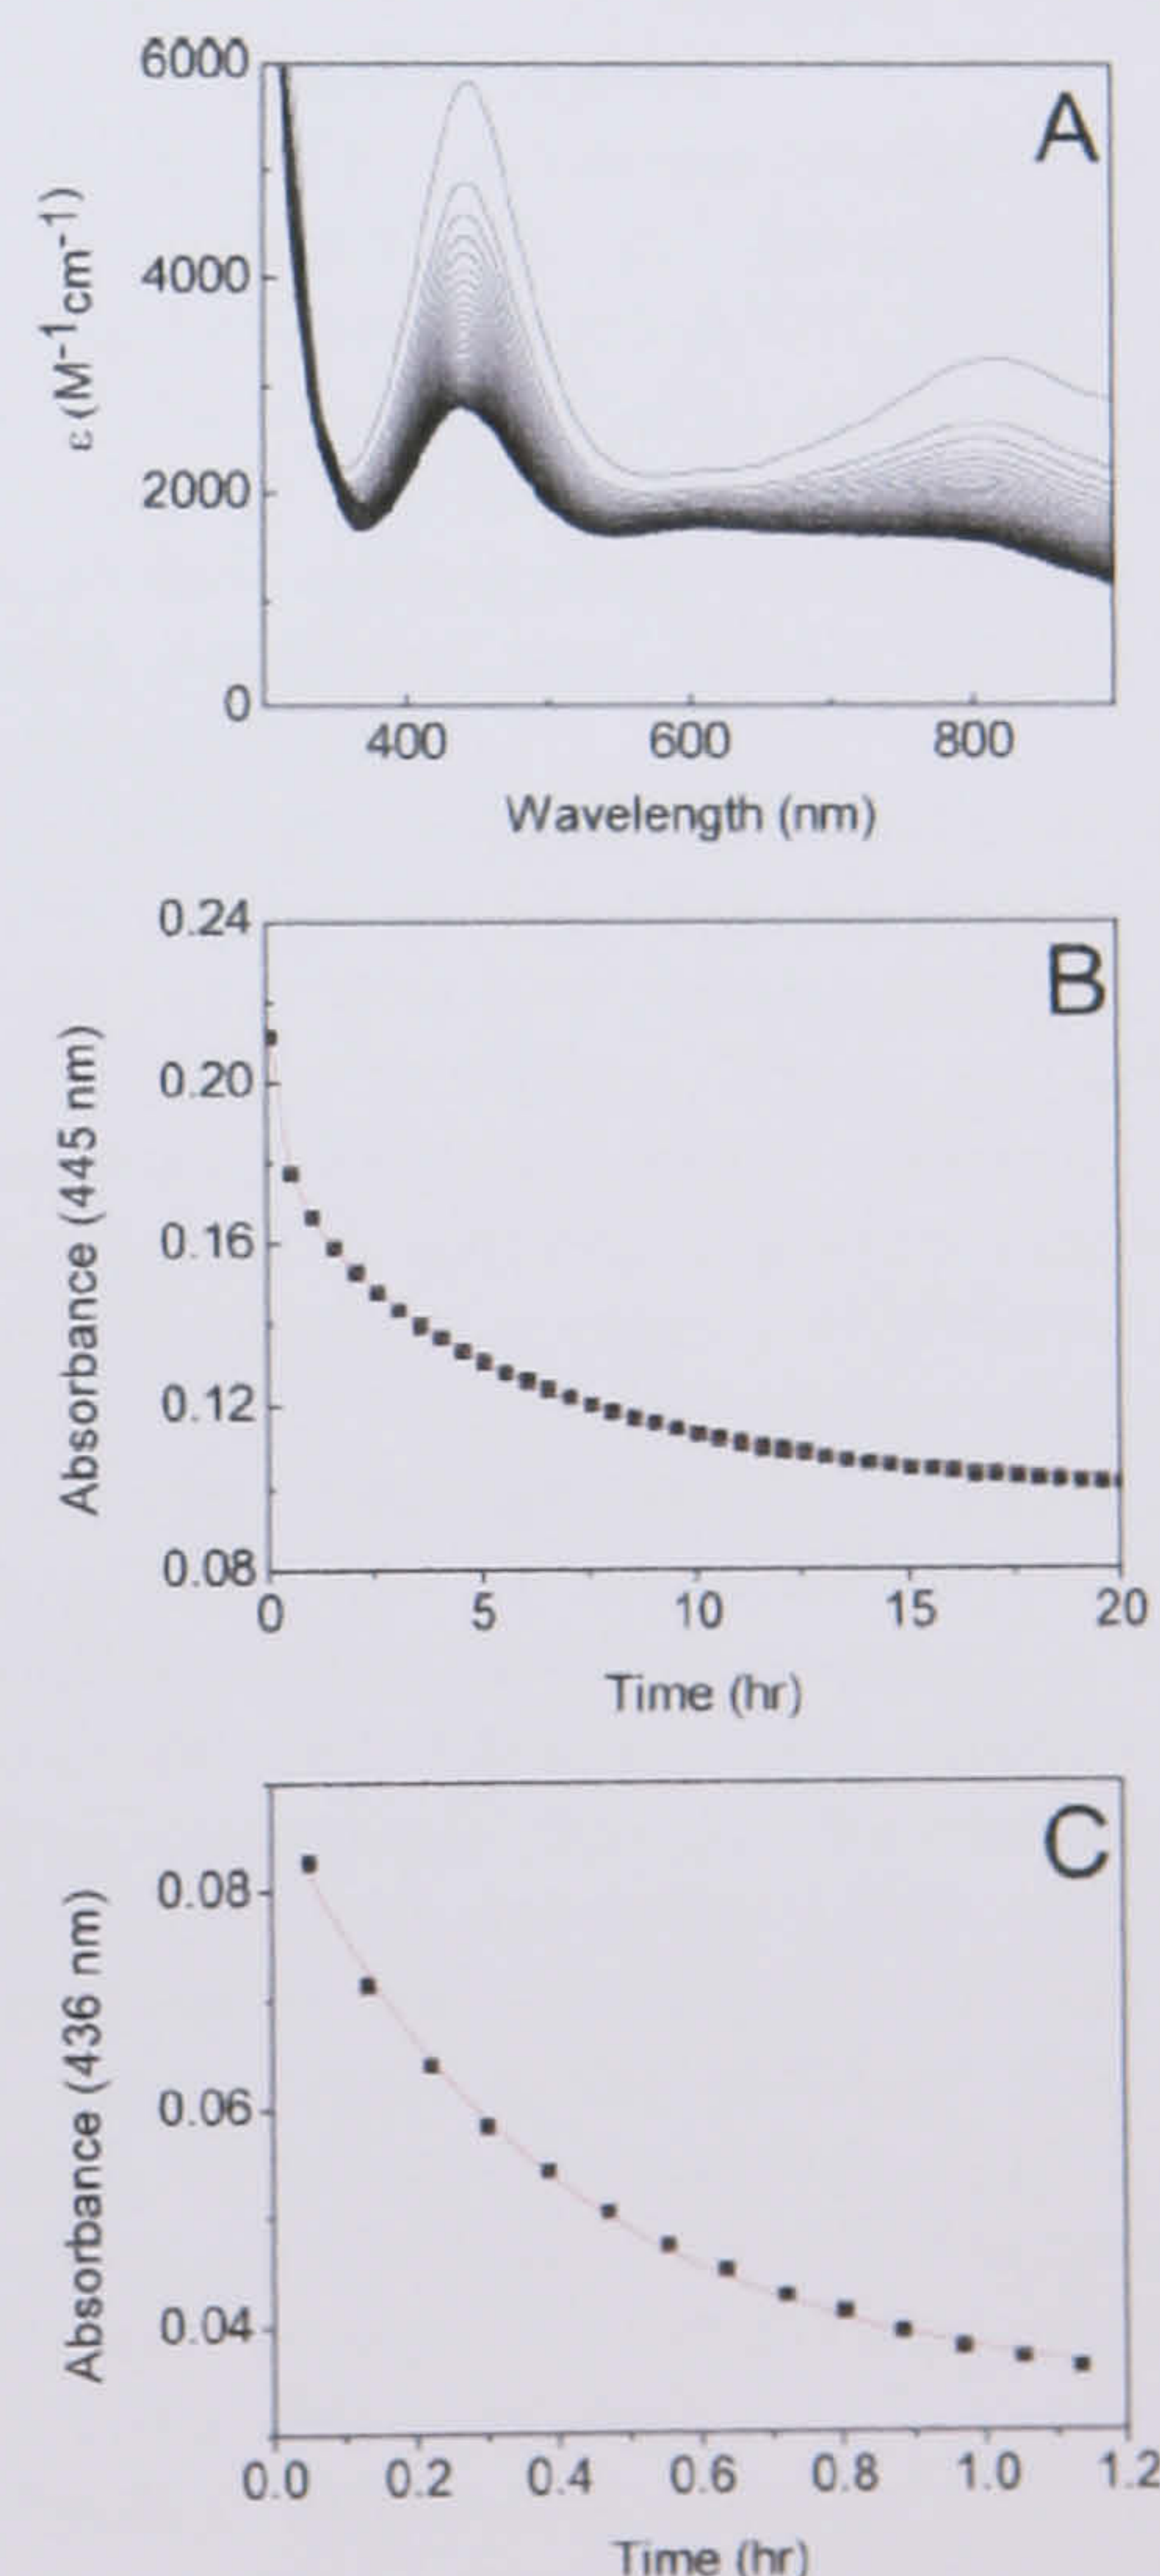 A
6000
4000
2000
0
ε (M-1cm-1)
400 600 800
Wavelength (nm)
B
0.24
0.20
0.16
0.12
0.08
Absorbance (445 nm)
0 5 10 15 20
Time (hr)
C
0.08
0.06
0.04
Absorbance (436 nm)
0.0 0.2 0.4 0.6 0.8 1.0 1.2
Time (hr)